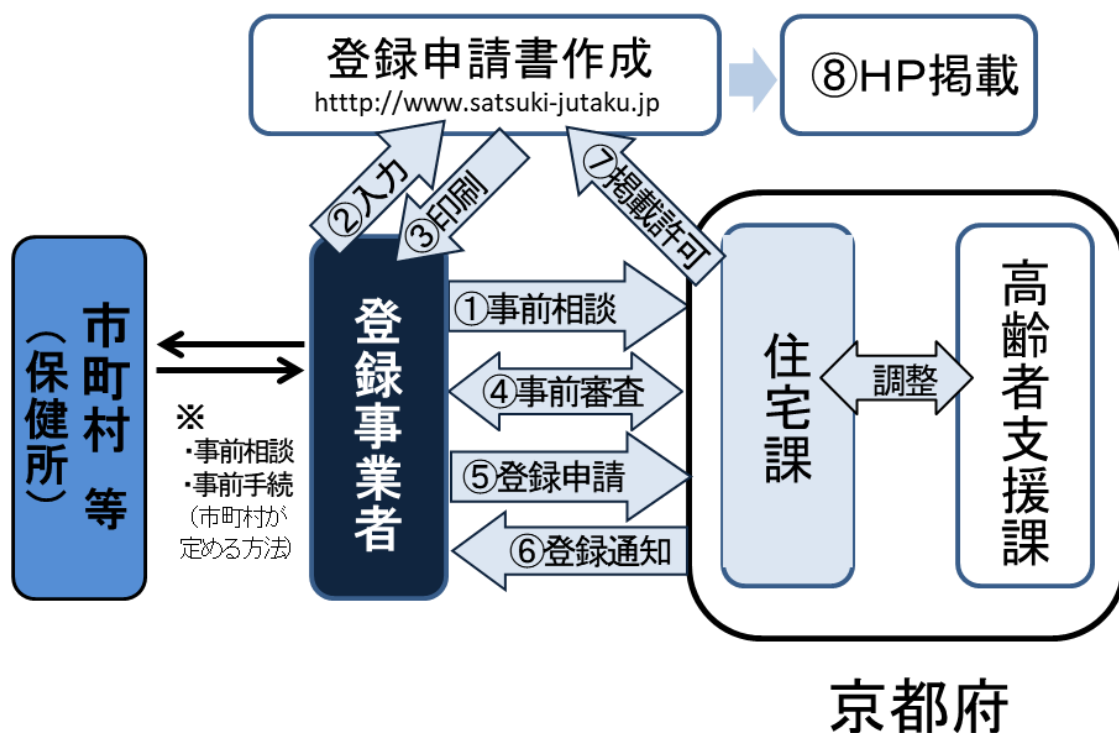 登録申請書作成
htttp://www.satsuki-jutaku.jp
⑧HP掲載
②入力
③印刷
⑦掲載許可
市町村 等
（保健所）
※
・事前相談
・事前手続
（市町村が
定める方法）
登録事業者
①事前相談
④事前審査
⑤登録申請
⑥登録通知
住宅課
調整
高齢者支援課
京都府